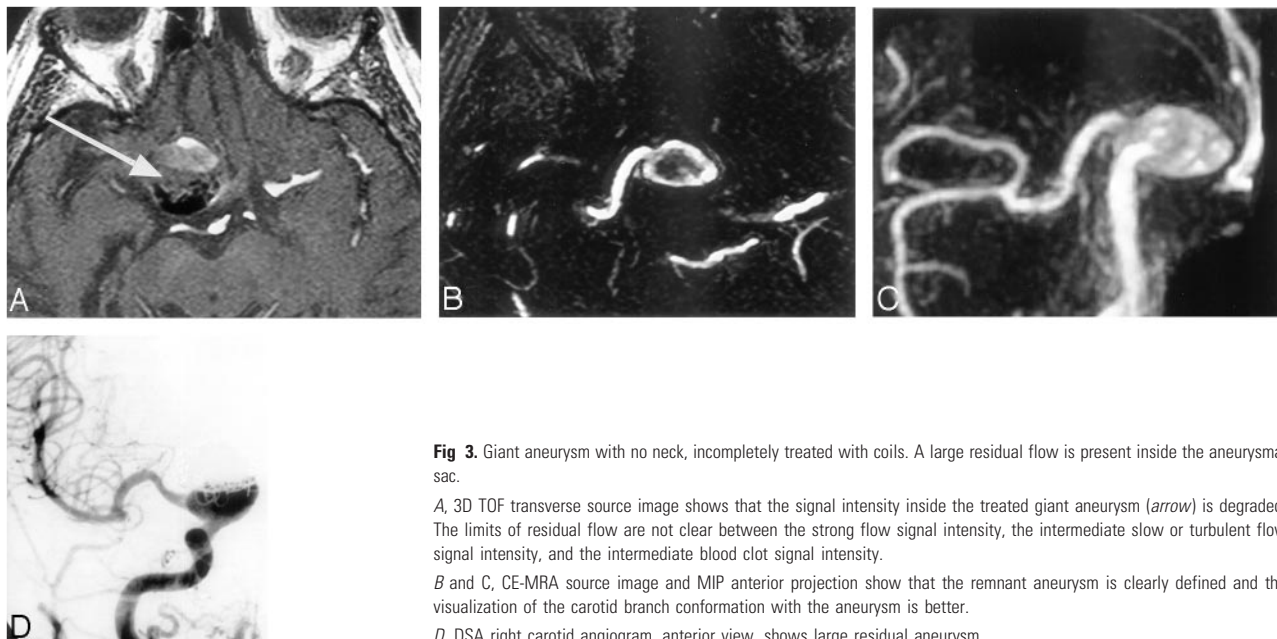 A
B
C
D
Fig 3. Giant aneurysm with no neck, incompletely treated with coils. A large residual flow is present inside the aneurysma
sac.
A, 3D TOF transverse source image shows that the signal intensity inside the treated giant aneurysm (arrow) is degraded
The limits of residual flow are not clear between the strong flow signal intensity, the intermediate slow or turbulent flow
signal intensity, and the intermediate blood clot signal intensity.
B and C, CE-MRA source image and MIP anterior projection show that the remnant aneurysm is clearly defined and th
visualization of the carotid branch conformation with the aneurysm is better.
D, DSA right carotid angiogram, anterior view, shows large residual aneurysm.